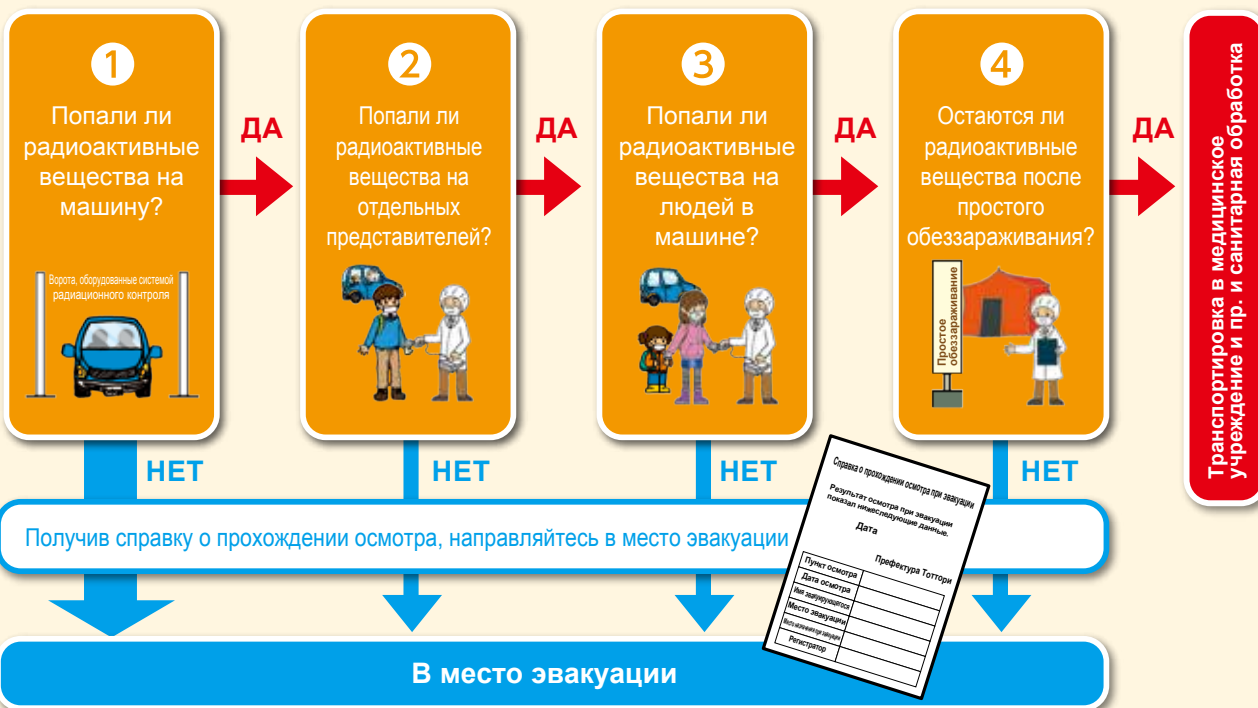 1
Попали ли
радиоактивные
вещества на
машину?
Ворота, оборудованные системой
радиационного контроля
ДА
2
Попали ли
радиоактивные
вещества на
отдельных
представителей?
ДА
3
Попали ли
радиоактивные
вещества на
людей в
машине?
ДА
4
Остаются ли
радиоактивные
вещества после
простого
обеззараживания?
Простое
обеззараживание
ДА
Транспортировка в медицинское
учреждение и пр. и санитарная обработка
НЕТ
НЕТ
НЕТ
НЕТ
Получив справку о прохождении осмотра, направляйтесь в место эвакуации
Справка о прохождении осмотра при эвакуации
Результат осмотра при эвакуации
показал нижеследующие данные.
Дата
Префектура Тоттори
Пункт осмотра
Дата осмотра
Имя эвакуирующегося
Место эвакуации
Место назначения при эвакуации
Регистратор
В место эвакуации